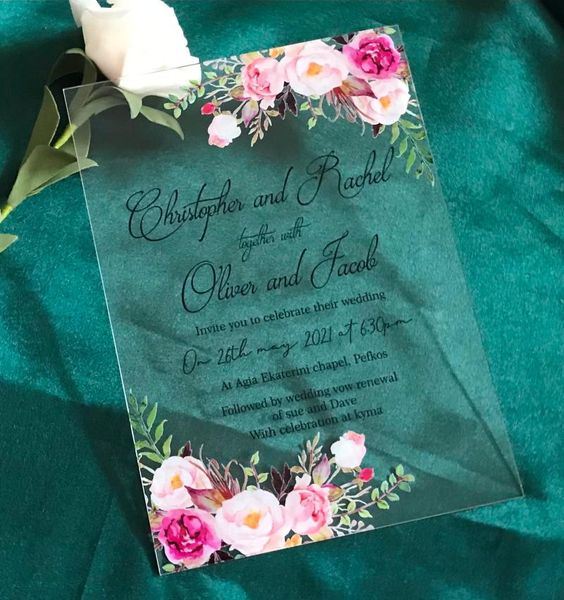 Christopher and Rachel
together with
Oliver and Jacob
Invite you to celebrate their wedding
On 26th may 2021 at 6:30pm
At Agia Ekaterini chapel, Pefkos
Followed by wedding vow renewal
of sue and Dave
With celebration at kyma